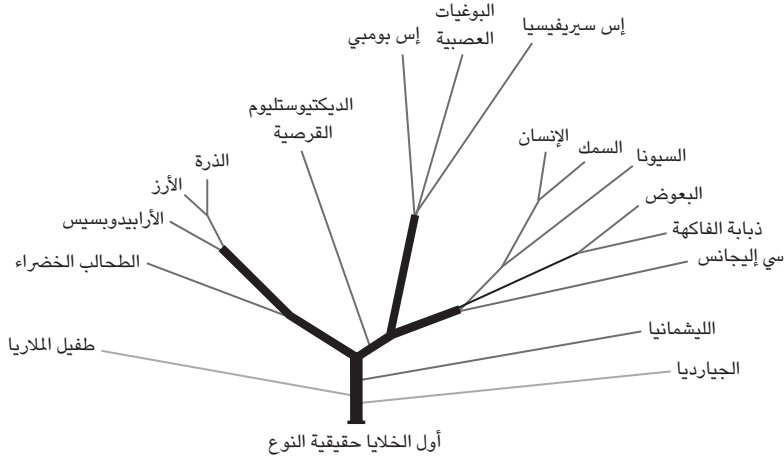 البوغيات
العصبية
إس سيريفيسيا
إس بومبي
الديكتيوستليوم
القرصية
الإنسان
السمك
السيونا
البعوض
ذبابة الفاكهة
سي إليجانس
الذرة
الأرز
الأرابيدوبسيس
الطحالب الخضراء
طفيل الملاريا
الليشمانيا
الجيارديا
أول الخلايا حقيقية النوع